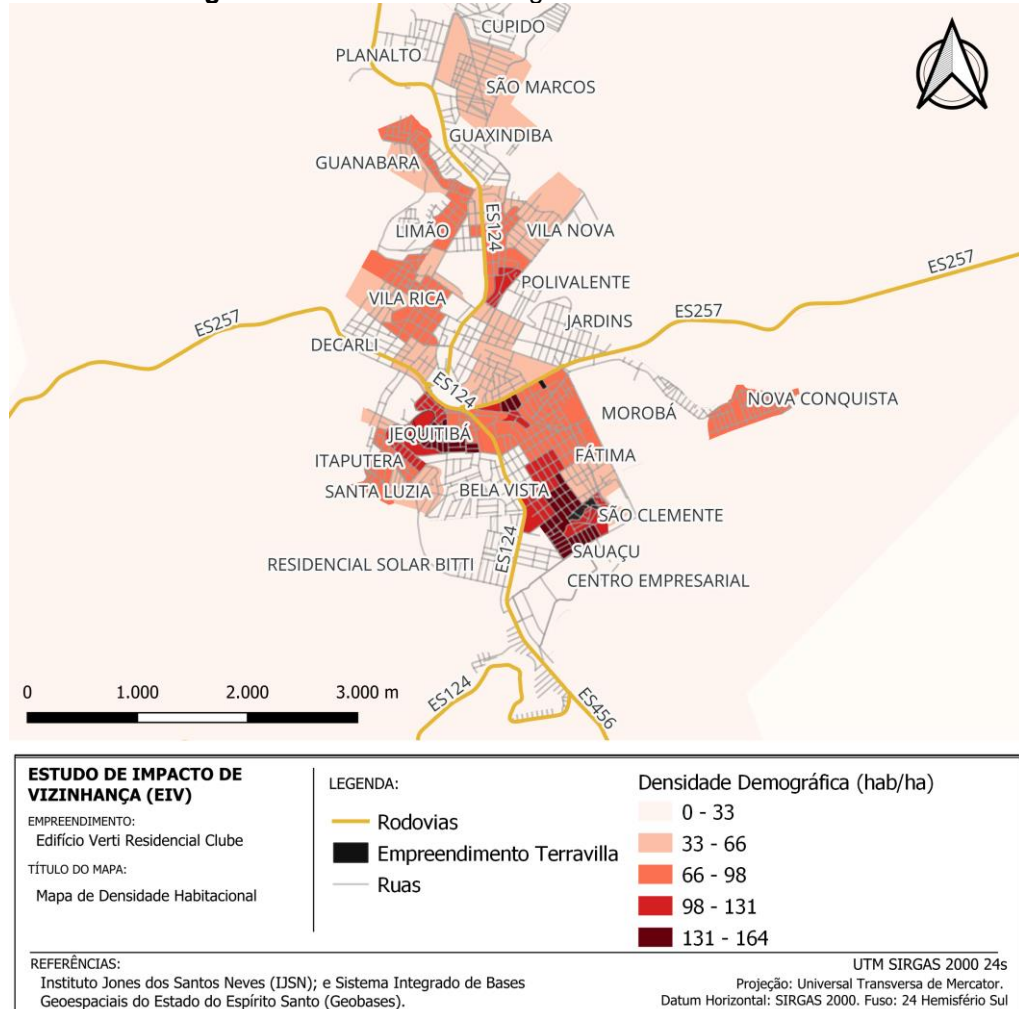 CUPIDO
PLANALTO
SÃO MARCOS
GUAXINDIBA
GUANABARA
ES124
LIMÃO
VILA NOVA
ES257
POLIVALENTE
VILA RICA
JARDINS
ES257
ES257
DECARLI
ES124
NOVA CONQUISTA
MOROBÁ
JEQUITIBÁ
ITAPUTERA
FÁTIMA
SANTA LUZIA
BELA VISTA
SÃO CLEMENTE
ES124
SAUAÇU
RESIDENCIAL SOLAR BITTI
CENTRO EMPRESARIAL
0 1.000 2.000 3.000 m
ES124
ES456
ESTUDO DE IMPACTO DE
VIZINHANÇA (EIV)
EMPREENDIMENTO:
Edifício Verti Residencial Clube
TÍTULO DO MAPA:
Mapa de Densidade Habitacional
LEGENDA:
Rodovias
Empreendimento Terravilla
Ruas
Densidade Demográfica (hab/ha)
0 - 33
33 - 66
66 - 98
98 - 131
131 - 164
REFERÊNCIAS:
Instituto Jones dos Santos Neves (IJSN); e Sistema Integrado de Bases
Geoespaciais do Estado do Espírito Santo (Geobases).
UTM SIRGAS 2000 24s
Projeção: Universal Transversa de Mercator.
Datum Horizontal: SIRGAS 2000. Fuso: 24 Hemisfério Sul